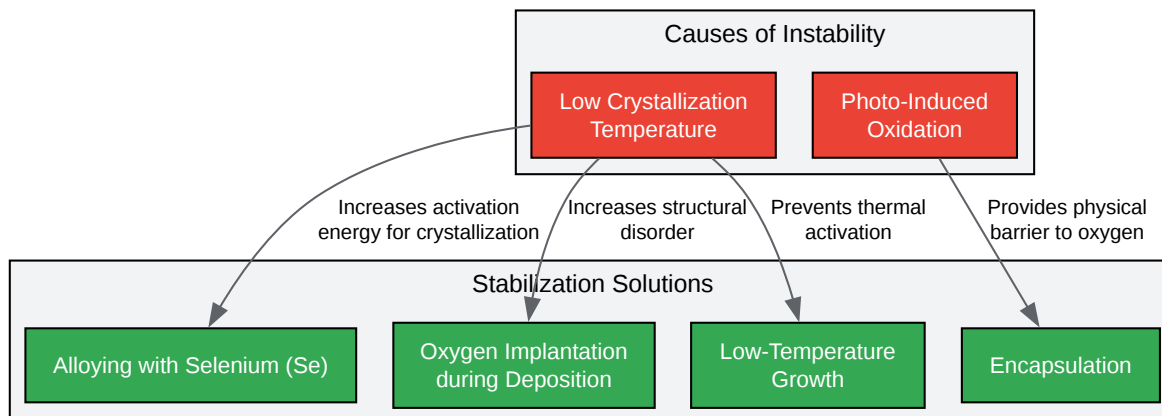 Causes of Instability
Low Crystallization
Temperature
Photo-Induced
Oxidation
Increases activation
energy for crystallization
Increases structural
disorder
Prevents thermal
activation
Provides physical
barrier to oxygen
Stabilization Solutions
Alloying with Selenium (Se)
Oxygen Implantation
during Deposition
Low-Temperature
Growth
Encapsulation